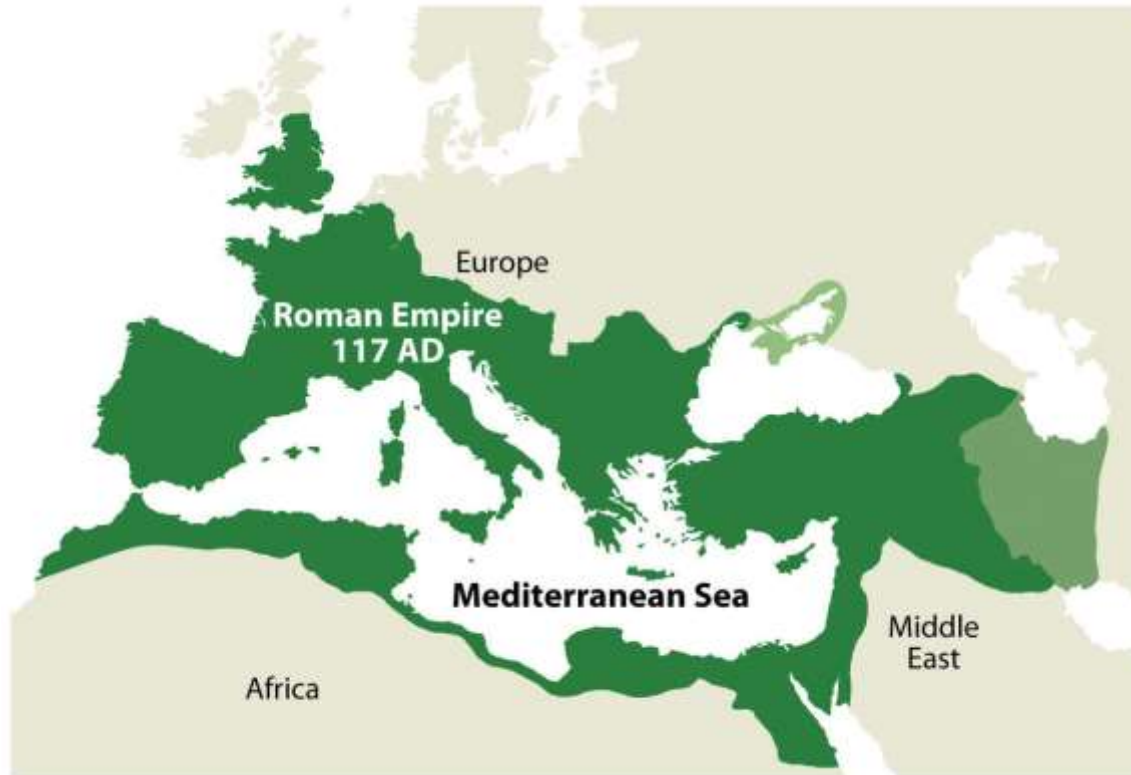 Europe
Roman Empire
117 AD
Mediterranean Sea
Middle
East
Africa